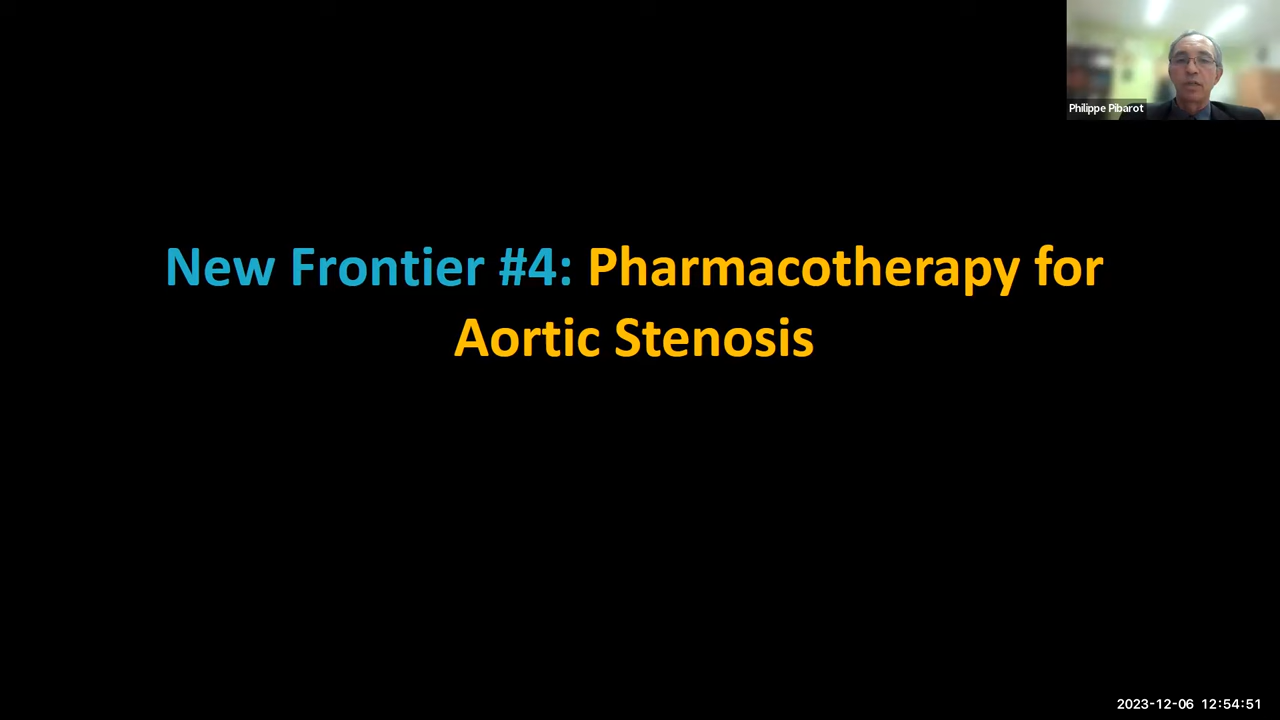 Philippe Pibarot
New Frontier #4: Pharmacotherapy for
Aortic Stenosis
2023-12-06 12:54:51